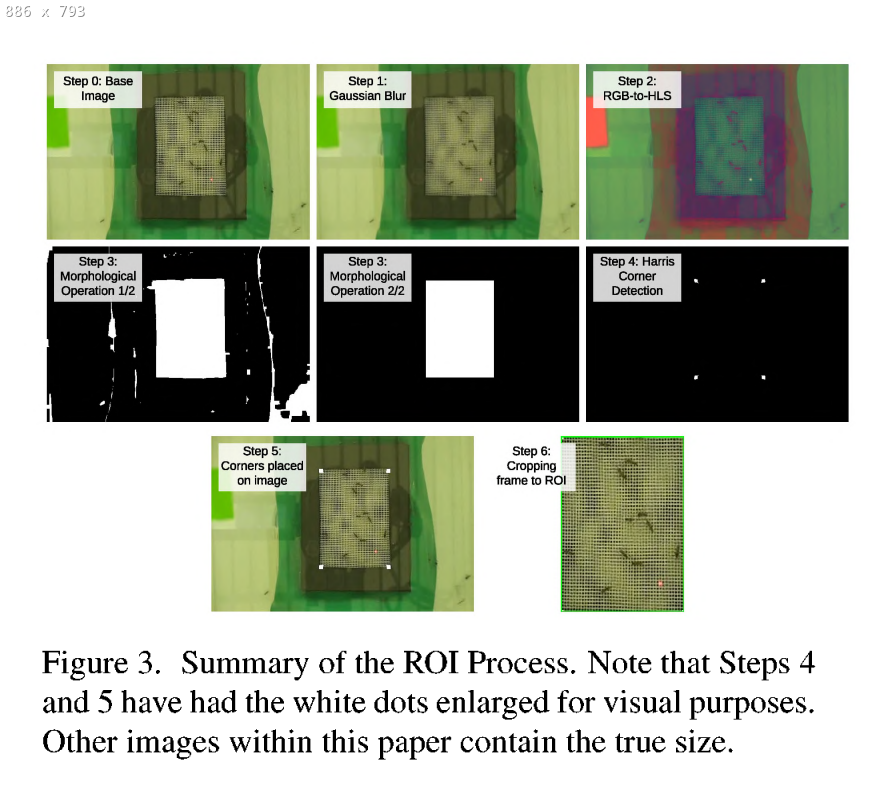 886 x 793
Step 0: Base
Image
Step 1:
Gaussian Blur
Step 2:
RGB-to-HLS
Step 3:
Morphological
Operation 1/2
Step 3:
Morphological
Operation 2/2
Step 4: Harris
Corner
Detection
Step 5:
Corners placed
on image
Step 6:
Cropping
frame to ROI
Figure 3. Summary of the ROI Process. Note that Steps 4
and 5 have had the white dots enlarged for visual purposes.
Other images within this paper contain the true size.